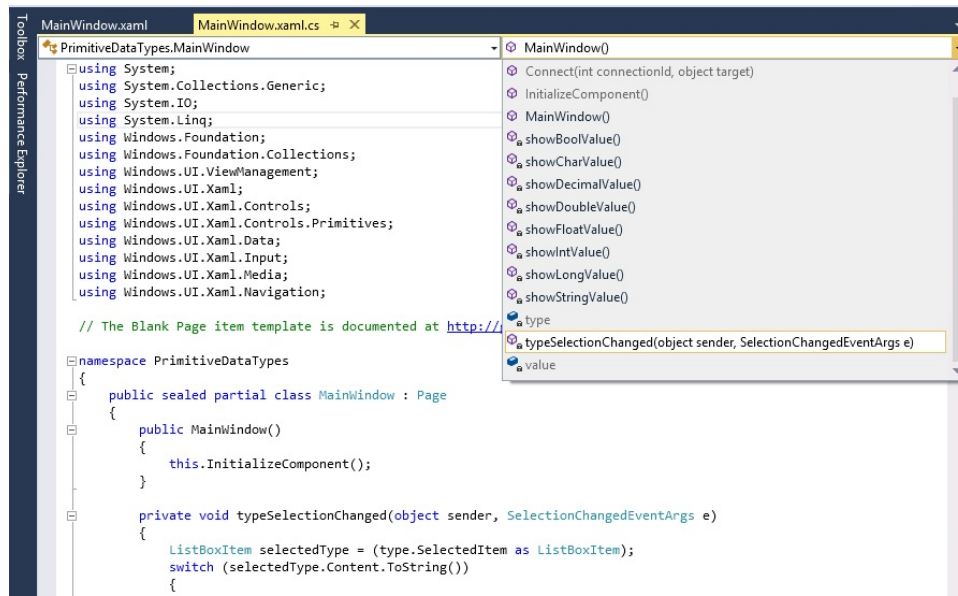 Toolbox
Performance Explorer
MainWindow.xaml
MainWindow.xaml.cs
PrimitiveDataTypes.MainWindow
MainWindow()
Connect(int connectionId, object target)
InitializeComponent()
MainWindow()
showBoolValue()
showCharValue()
showDecimalValue()
showDoubleValue()
showFloatValue()
showIntValue()
showLongValue()
showStringValue()
type
typeSelectionChanged(object sender, SelectionChangedEventArgs e)
value
using System;
using System.Collections.Generic;
using System.IO;
using System.Linq;
using Windows.Foundation;
using Windows.Foundation.Collections;
using Windows.UI.ViewManagement;
using Windows.UI.Xaml;
using Windows.UI.Xaml.Controls;
using Windows.UI.Xaml.Controls.Primitives;
using Windows.UI.Xaml.Data;
using Windows.UI.Xaml.Input;
using Windows.UI.Xaml.Media;
using Windows.UI.Xaml.Navigation;
// The Blank Page item template is documented at http://
namespace PrimitiveDataTypes
{
public sealed partial class MainWindow : Page
{
public MainWindow()
{
this.InitializeComponent();
}
private void typeSelectionChanged(object sender, SelectionChangedEventArgs e)
{
ListBoxItem selectedType = (type.SelectedItem as ListBoxItem);
switch (selectedType.Content.ToString())
{